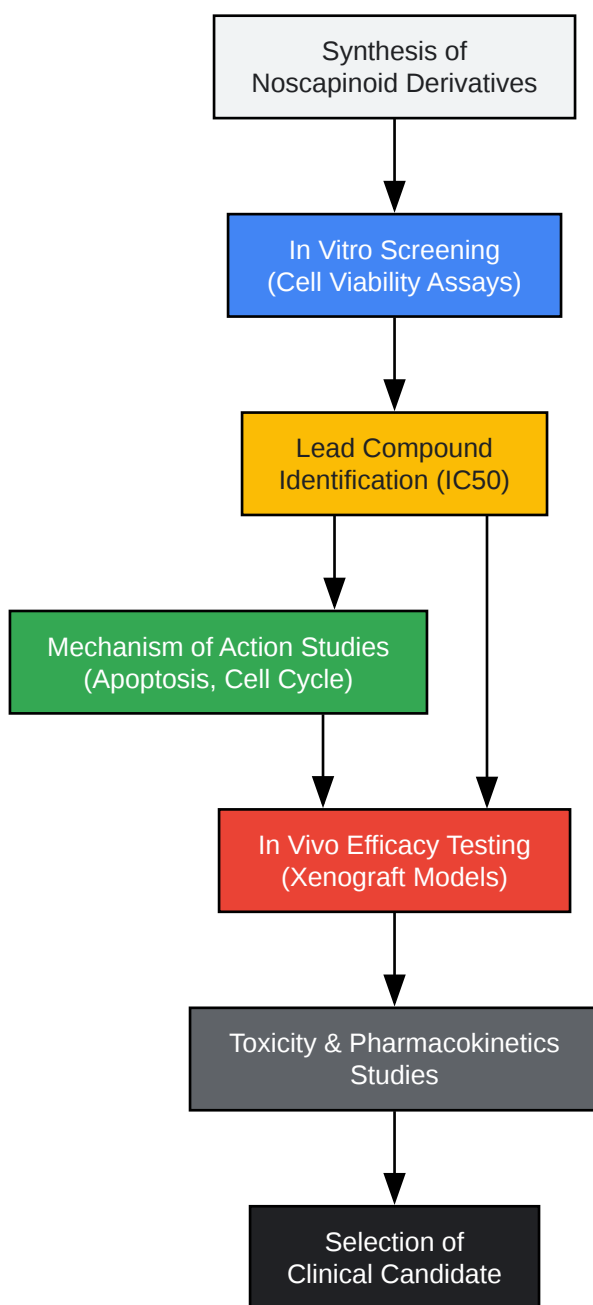 Synthesis of
Noscapinoid Derivatives
In Vitro Screening
(Cell Viability Assays)
Lead Compound
Identification (IC50)
Mechanism of Action Studies
(Apoptosis, Cell Cycle)
In Vivo Efficacy Testing
(Xenograft Models)
Toxicity & Pharmacokinetics
Studies
Selection of
Clinical Candidate